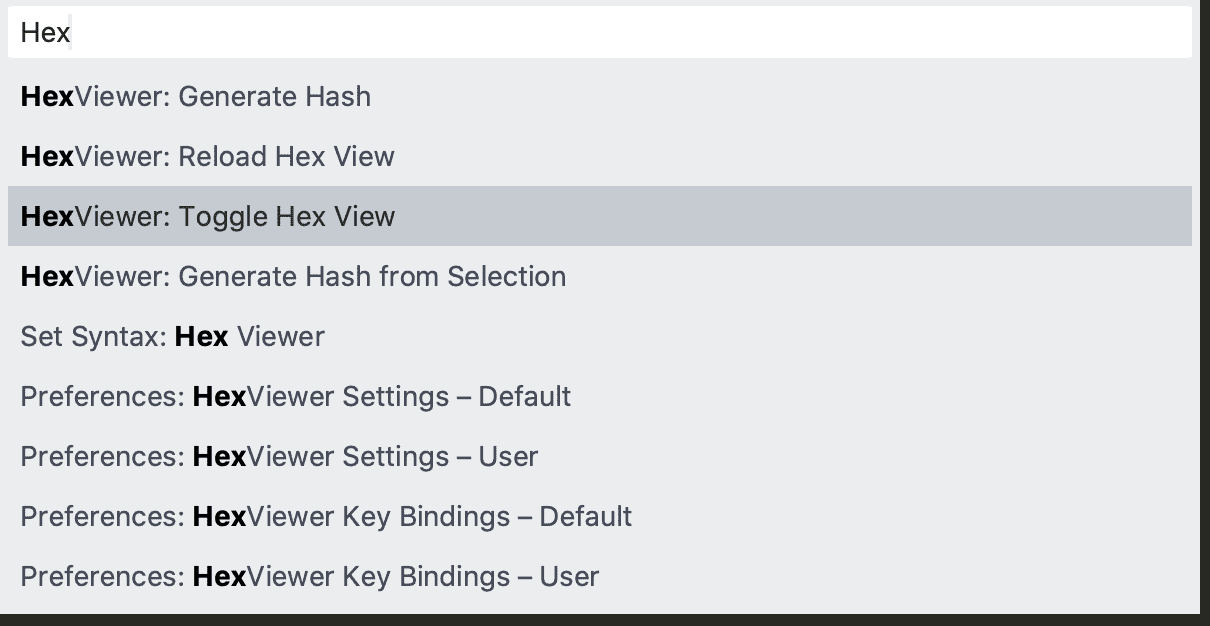 Hex
HexViewer: Generate Hash
HexViewer: Reload Hex View
HexViewer: Toggle Hex View
HexViewer: Generate Hash from Selection
Set Syntax: Hex Viewer
Preferences: HexViewer Settings – Default
Preferences: HexViewer Settings – User
Preferences: HexViewer Key Bindings – Default
Preferences: HexViewer Key Bindings – User